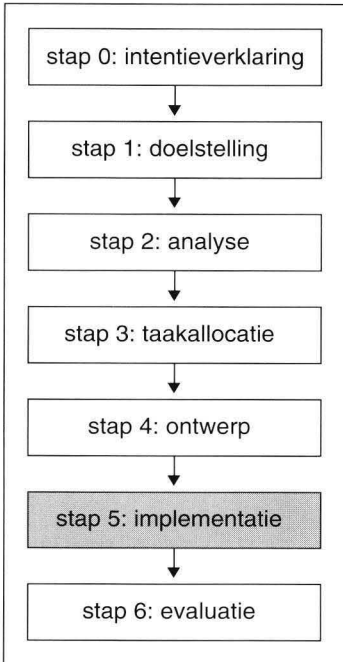 stap 0: intentieverklaring
stap 1: doelstelling
stap 2: analyse
stap 3: taakallocatie
stap 4: ontwerp
stap 5: implementatie
stap 6: evaluatie